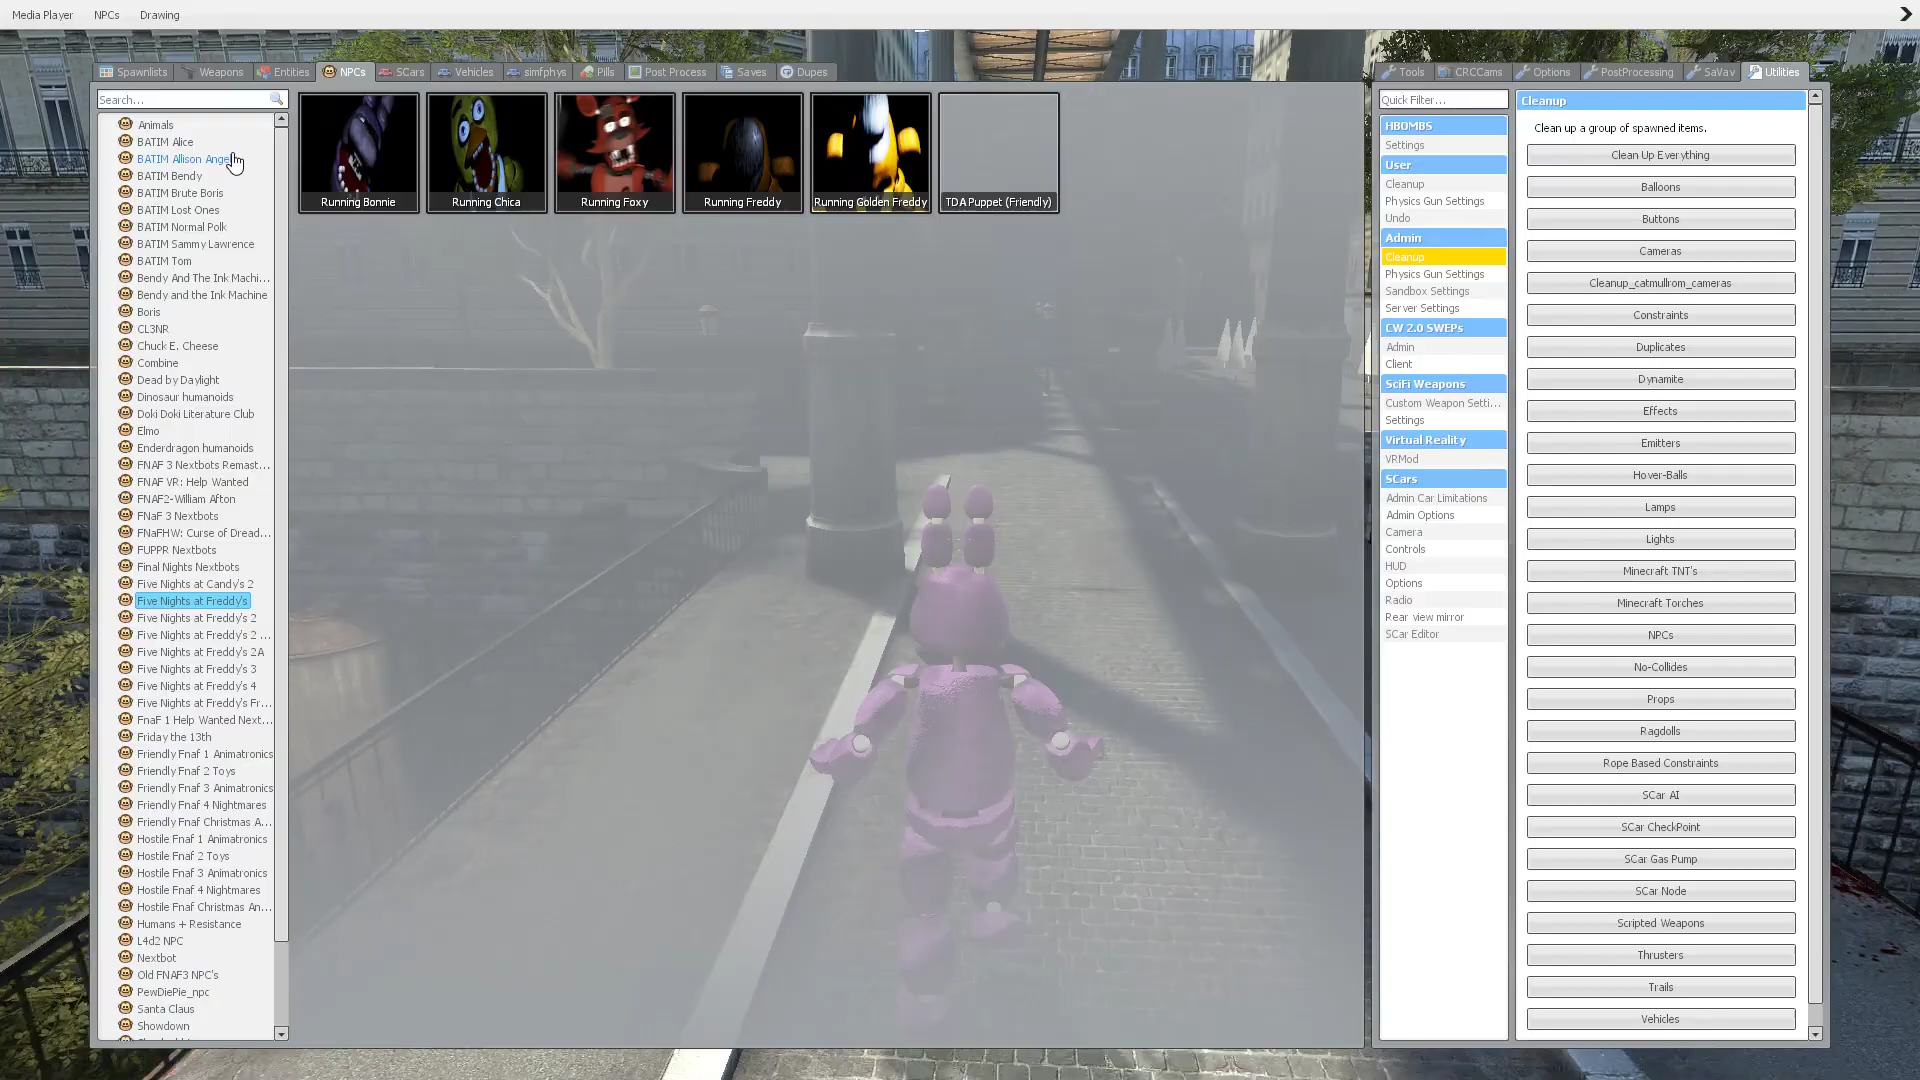 Media Player
NPCs
Drawing
Spawnlists
Weapons
Entities
NPCs
SCars
Vehicles
simfphys
Pills
Post Process
Saves
Dupes
Search...
Animals
BATIM Alice
BATIM Allison Ange
BATIM Bendy
BATIM Brute Boris
BATIM Lost Ones
BATIM Normal Polk
BATIM Sammy Lawrence
BATIM Tom
Bendy And The Ink Machi...
Bendy and the Ink Machine
Boris
CL3NR
Chuck E. Cheese
Combine
Dead by Daylight
Dinosaur humanoids
Doki Doki Literature Club
Elmo
Enderdragon humanoids
FNAF 3 Nextbots Remast...
FNAF VR: Help Wanted
FNAF2-William Afton
FNaF 3 Nextbots
FNaFHW: Curse of Dread...
FUPPR Nextbots
Final Nights Nextbots
Five Nights at Candy's 2
Five Nights at Freddy's
Five Nights at Freddy's 2
Five Nights at Freddy's 2 ...
Five Nights at Freddy's 2A
Five Nights at Freddy's 3
Five Nights at Freddy's 4
Five Nights at Freddy's Fr...
FnaF 1 Help Wanted Next...
Friday the 13th
Friendly Fnaf 1 Animatronics
Friendly Fnaf 2 Toys
Friendly Fnaf 3 Animatronics
Friendly Fnaf 4 Nightmares
Friendly Fnaf Christmas A...
Hostile Fnaf 1 Animatronics
Hostile Fnaf 2 Toys
Hostile Fnaf 3 Animatronics
Hostile Fnaf 4 Nightmares
Hostile Fnaf Christmas An...
Humans + Resistance
L4d2 NPC
Nextbot
Old FNAF3 NPC's
PewDiePie_npc
Santa Claus
Showdown
Running Bonnie
Running Chica
Running Foxy
Running Freddy
Running Golden Freddy
TDA Puppet (Friendly)
Tools
CRCCams
Options
PostProcessing
SaVav
Utilities
Quick Filter...
HBOMBS
Settings
User
Cleanup
Physics Gun Settings
Undo
Admin
Cleanup
Physics Gun Settings
Sandbox Settings
Server Settings
CW 2.0 SWEPs
Admin
Client
SciFi Weapons
Custom Weapon Setti...
Settings
Virtual Reality
VRMod
SCars
Admin Car Limitations
Admin Options
Camera
Controls
HUD
Options
Radio
Rear view mirror
SCar Editor
Cleanup
Clean up a group of spawned items.
Clean Up Everything
Balloons
Buttons
Cameras
Cleanup_catmullrom_cameras
Constraints
Duplicates
Dynamite
Effects
Emitters
Hover-Balls
Lamps
Lights
Minecraft TNT's
Minecraft Torches
NPCs
No-Collides
Props
Ragdolls
Rope Based Constraints
SCar AI
SCar CheckPoint
SCar Gas Pump
SCar Node
Scripted Weapons
Thrusters
Trails
Vehicles